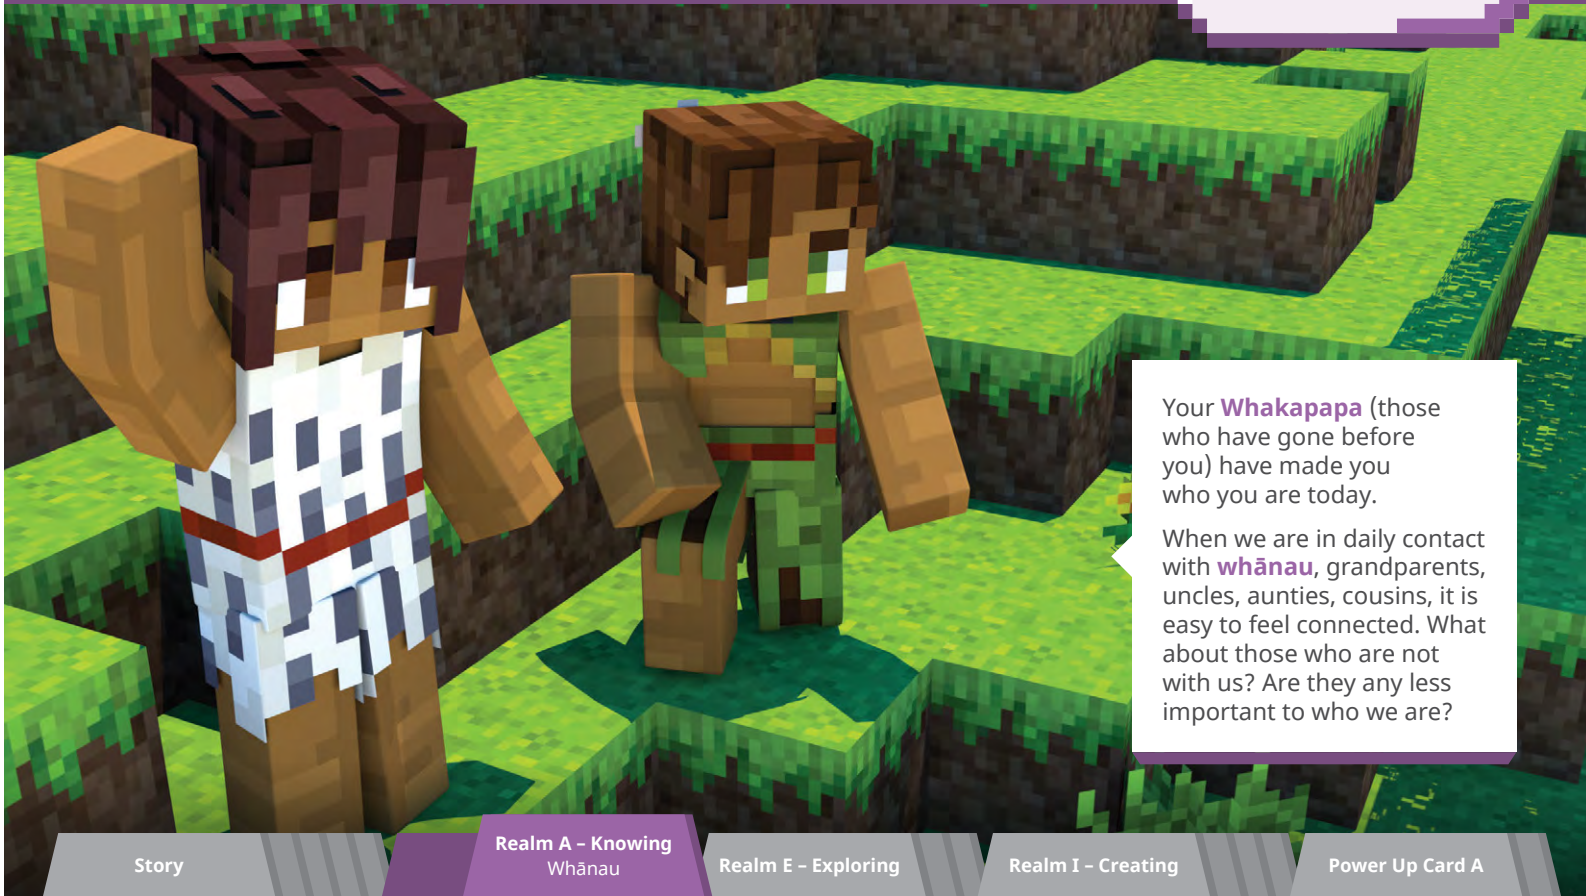 Your Whakapapa (those
who have gone before
you) have made you
who you are today.
When we are in daily contact
with whānau, grandparents,
uncles, aunties, cousins, it is
easy to feel connected. What
about those who are not
with us? Are they any less
important to who we are?
Story
Realm A – Knowing
Whānau
Realm E – Exploring
Realm I – Creating
Power Up Card A